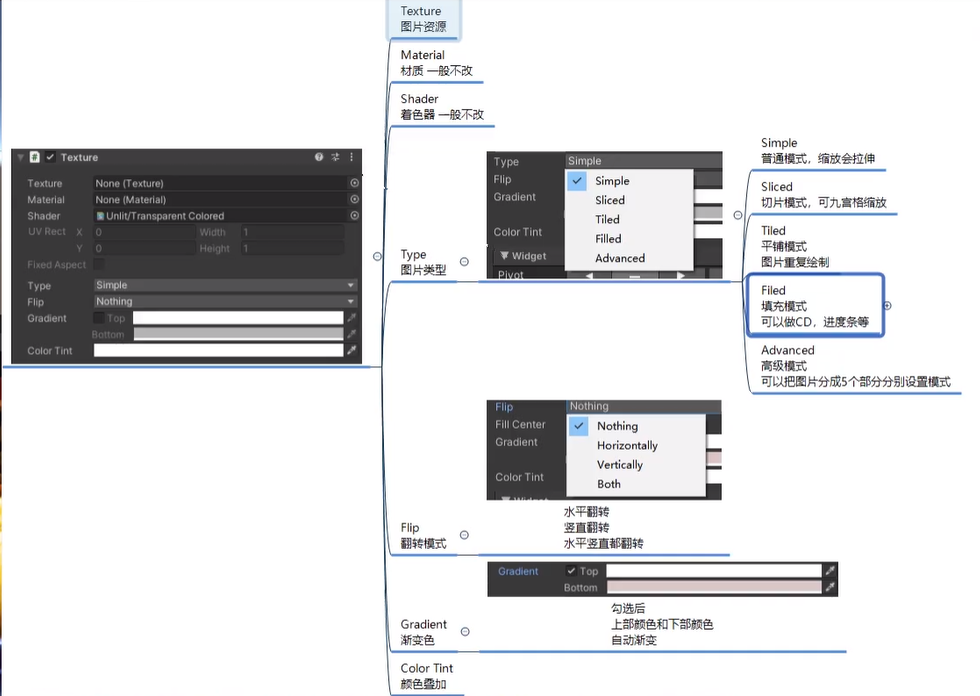 Texture
图片资源
Material
材质 一般不改
Shader
着色器 一般不改
Texture
Texture None (Texture)
Material None (Material)
Shader Unlit/Transparent Colored
UV Rect X 0 Width 1
Y 0 Height 1
Fixed Aspect
Type Simple
Flip Nothing
Gradient Top
Bottom
Color Tint
Type
图片类型
Type Simple
Flip
Gradient
Color Tint
Widget
Pivot
Simple
Sliced
Tiled
Filled
Advanced
Simple
普通模式，缩放会拉伸
Sliced
切片模式，可九宫格缩放
Tiled
平铺模式
图片重复绘制
Filed
填充模式
可以做CD，进度条等
Advanced
高级模式
可以把图片分成5个部分分别设置模式
Flip Nothing
Fill Center
Gradient
Color Tint
Widget
Nothing
Horizontally
Vertically
Both
水平翻转
竖直翻转
水平竖直都翻转
Flip
翻转模式
Gradient Top
Bottom
勾选后
上部颜色和下部颜色
自动渐变
Gradient
渐变色
Color Tint
颜色叠加